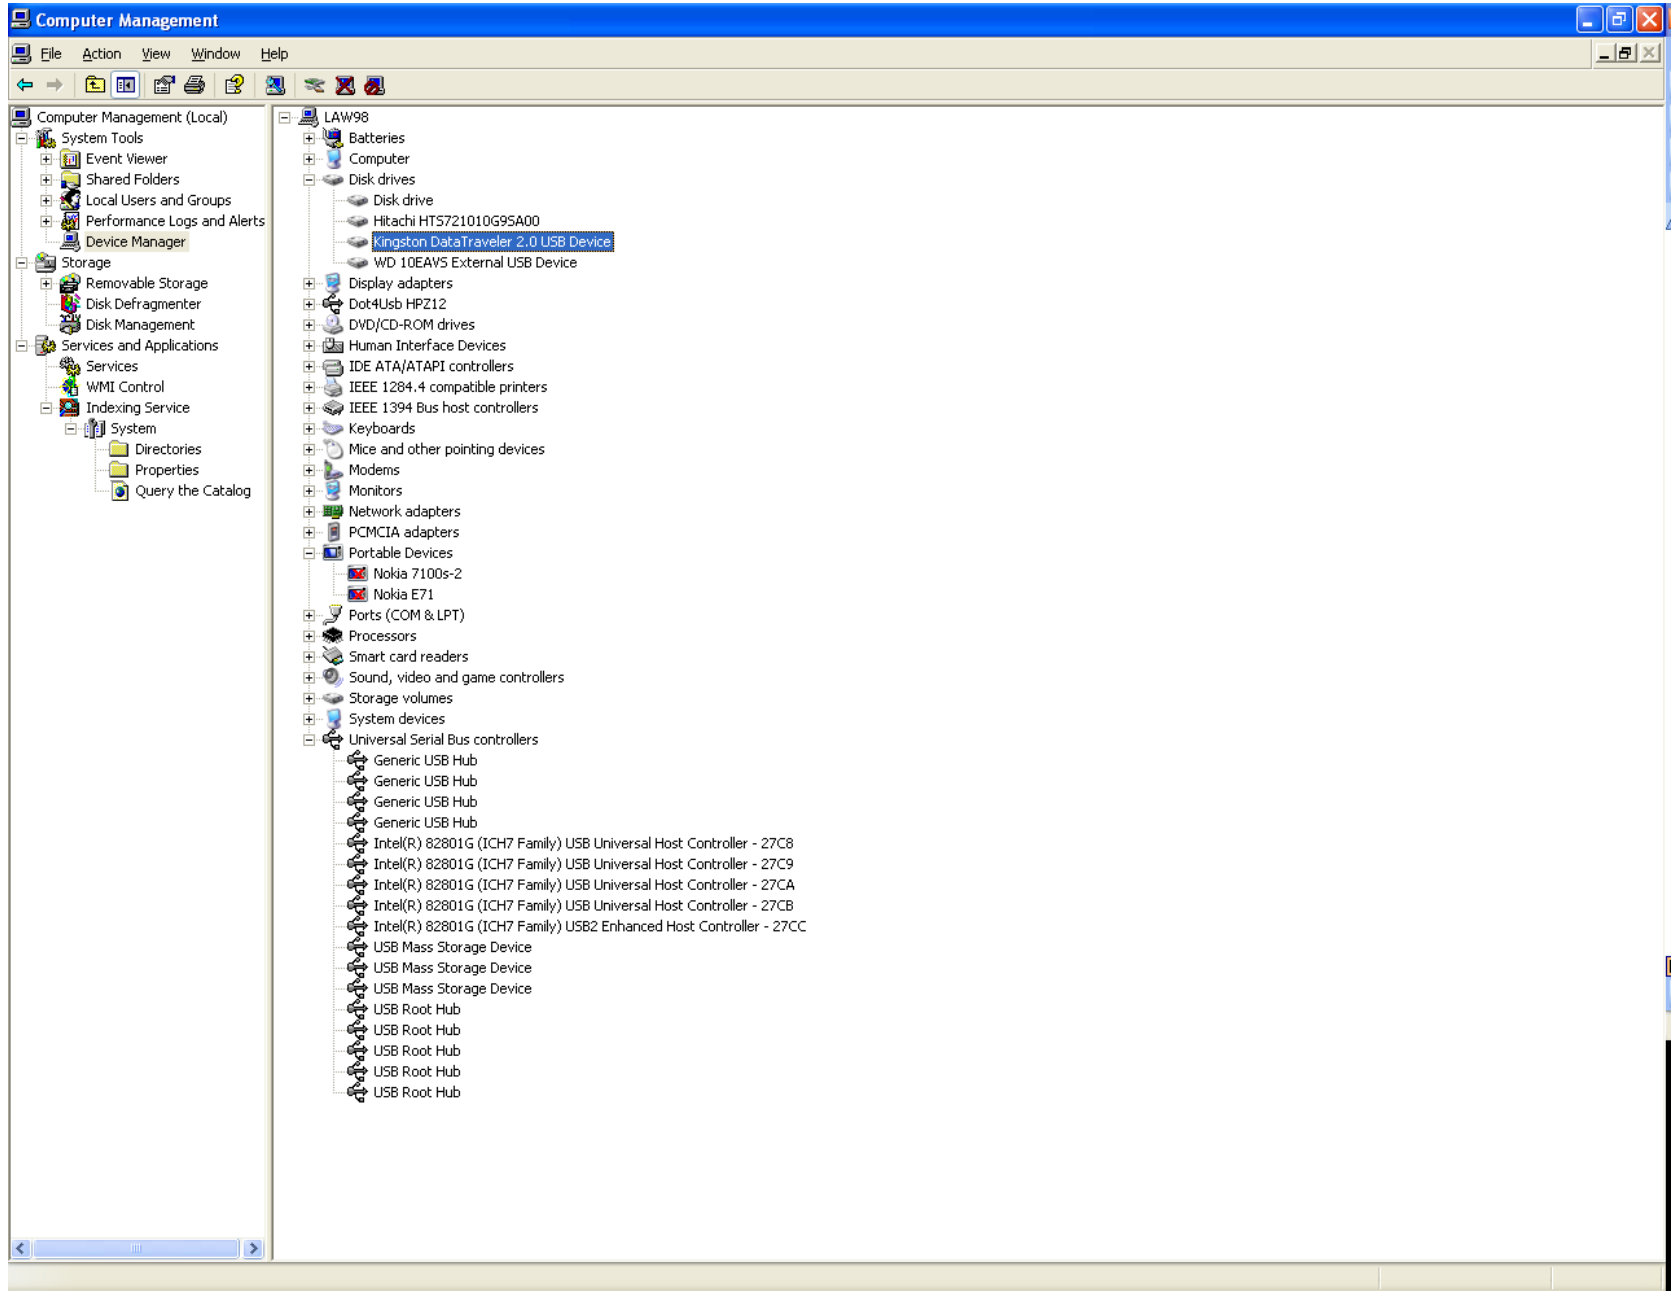 Computer Management
File Action View Window Help
Computer Management (Local)
System Tools
Event Viewer
Shared Folders
Local Users and Groups
Performance Logs and Alerts
Device Manager
Storage
Removable Storage
Disk Defragmenter
Disk Management
Services and Applications
Services
WMI Control
Indexing Service
System
Directories
Properties
Query the Catalog
LAW98
Batteries
Computer
Disk drives
Disk drive
Hitachi HTS721010G9SA00
Kingston DataTraveler 2.0 USB Device
WD 10EAVS External USB Device
Display adapters
Dot4Usb HPZ12
DVD/CD-ROM drives
Human Interface Devices
IDE ATA/ATAPI controllers
IEEE 1284.4 compatible printers
IEEE 1394 Bus host controllers
Keyboards
Mice and other pointing devices
Modems
Monitors
Network adapters
PCMCIA adapters
Portable Devices
Nokia 7100s-2
Nokia E71
Ports (COM & LPT)
Processors
Smart card readers
Sound, video and game controllers
Storage volumes
System devices
Universal Serial Bus controllers
Generic USB Hub
Generic USB Hub
Generic USB Hub
Generic USB Hub
Intel(R) 82801G (ICH7 Family) USB Universal Host Controller - 27C8
Intel(R) 82801G (ICH7 Family) USB Universal Host Controller - 27C9
Intel(R) 82801G (ICH7 Family) USB Universal Host Controller - 27CA
Intel(R) 82801G (ICH7 Family) USB Universal Host Controller - 27CB
Intel(R) 82801G (ICH7 Family) USB2 Enhanced Host Controller - 27CC
USB Mass Storage Device
USB Mass Storage Device
USB Mass Storage Device
USB Root Hub
USB Root Hub
USB Root Hub
USB Root Hub
USB Root Hub